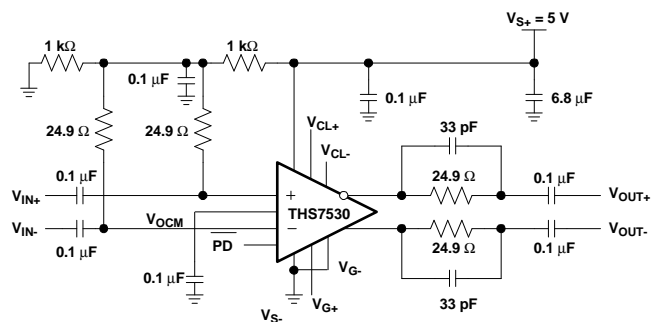 V_S+ = 5 V
1 kΩ
1 kΩ
0.1 μF
0.1 μF
6.8 μF
24.9 Ω
24.9 Ω
V_CL+
V_CL-
33 pF
24.9 Ω
0.1 μF
0.1 μF
V_IN+
V_OUT+
+
THS7530
V_IN-
V_OCM
−
V_OUT-
0.1 μF
P̅D̅
24.9 Ω
0.1 μF
0.1 μF
V_G-
33 pF
V_S-
V_G+